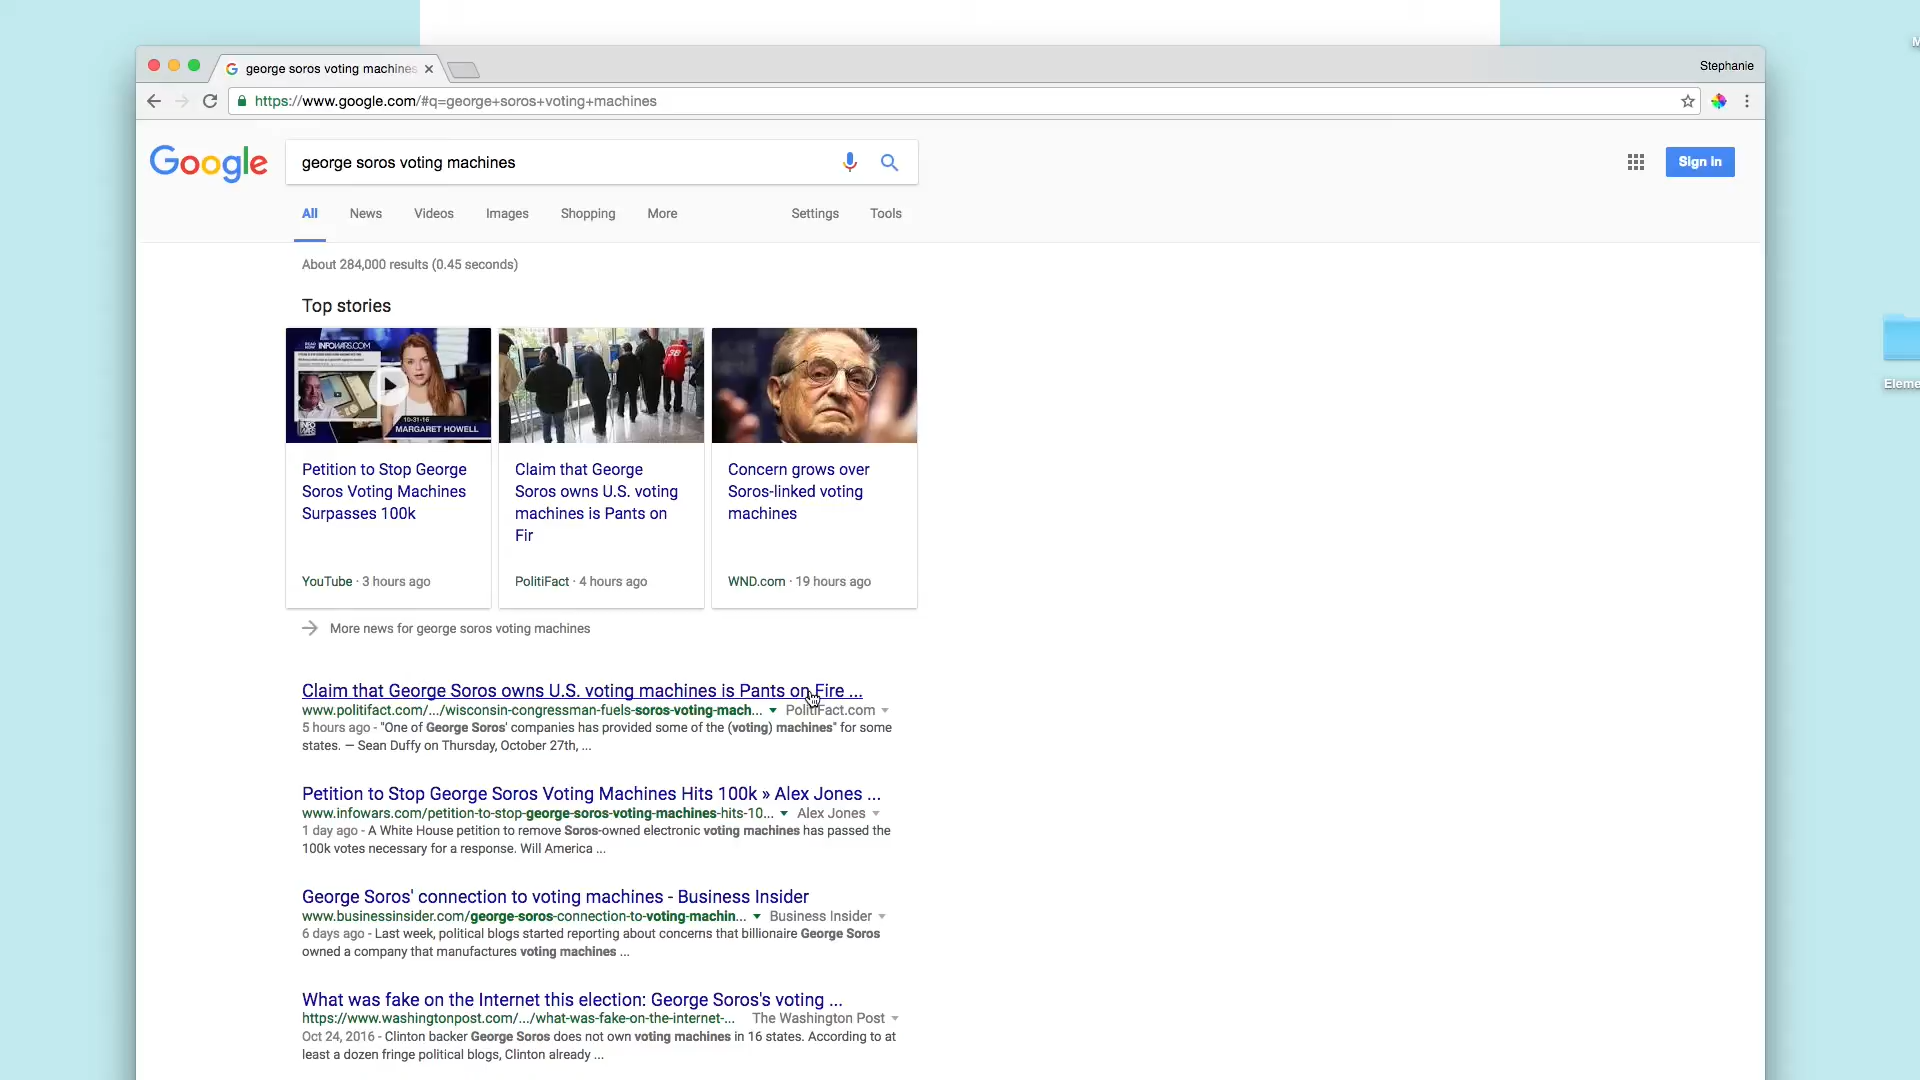 george soros voting machines
Stephanie
https://www.google.com/#q=george+soros+voting+machines
Google
george soros voting machines
Sign in
All News Videos Images Shopping More Settings Tools
About 284,000 results (0.45 seconds)
Top stories
INFOWARS.COM
10-31-16
MARGARET HOWELL
Petition to Stop George
Soros Voting Machines
Surpasses 100k
YouTube · 3 hours ago
Claim that George
Soros owns U.S. voting
machines is Pants on
Fir
PolitiFact · 4 hours ago
Concern grows over
Soros-linked voting
machines
WND.com · 19 hours ago
More news for george soros voting machines
Claim that George Soros owns U.S. voting machines is Pants on Fire ...
www.politifact.com/.../wisconsin-congressman-fuels-soros-voting-mach... PolitiFact.com
5 hours ago - "One of George Soros' companies has provided some of the (voting) machines" for some
states. — Sean Duffy on Thursday, October 27th, ...
Petition to Stop George Soros Voting Machines Hits 100k » Alex Jones ...
www.infowars.com/petition-to-stop-george-soros-voting-machines-hits-10... Alex Jones
1 day ago - A White House petition to remove Soros-owned electronic voting machines has passed the
100k votes necessary for a response. Will America ...
George Soros' connection to voting machines - Business Insider
www.businessinsider.com/george-soros-connection-to-voting-machin... Business Insider
6 days ago - Last week, political blogs started reporting about concerns that billionaire George Soros
owned a company that manufactures voting machines ...
What was fake on the Internet this election: George Soros's voting ...
https://www.washingtonpost.com/.../what-was-fake-on-the-internet-... The Washington Post
Oct 24, 2016 - Clinton backer George Soros does not own voting machines in 16 states. According to at
least a dozen fringe political blogs, Clinton already ...
Eleme